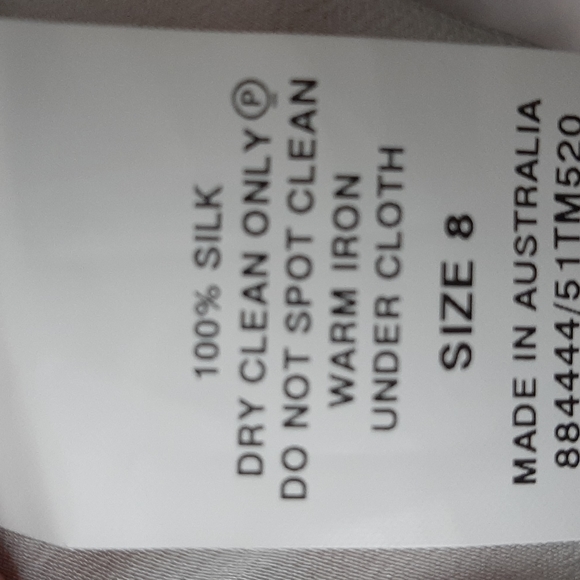 100% SILK
DRY CLEAN ONLY Ⓟ
DO NOT SPOT CLEAN
WARM IRON
UNDER CLOTH
SIZE 8
MADE IN AUSTRALIA
884444/51TM520